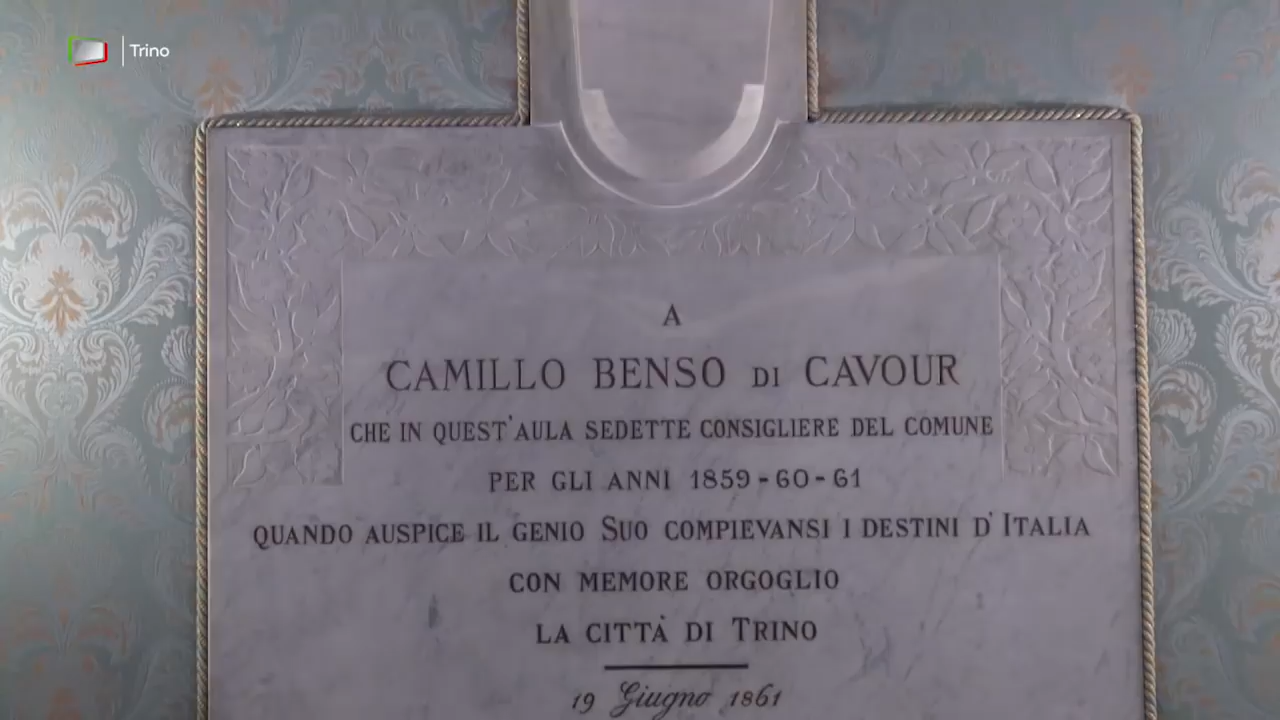 Trino
A
CAMILLO BENSO DI CAVOUR
CHE IN QUEST'AULA SEDETTE CONSIGLIERE DEL COMUNE
PER GLI ANNI 1859-60-61
QUANDO AUSPICE IL GENIO SUO COMPIEVANSI I DESTINI D'ITALIA
CON MEMORE ORGOGLIO
LA CITTÀ DI TRINO
19 Giugno 1861